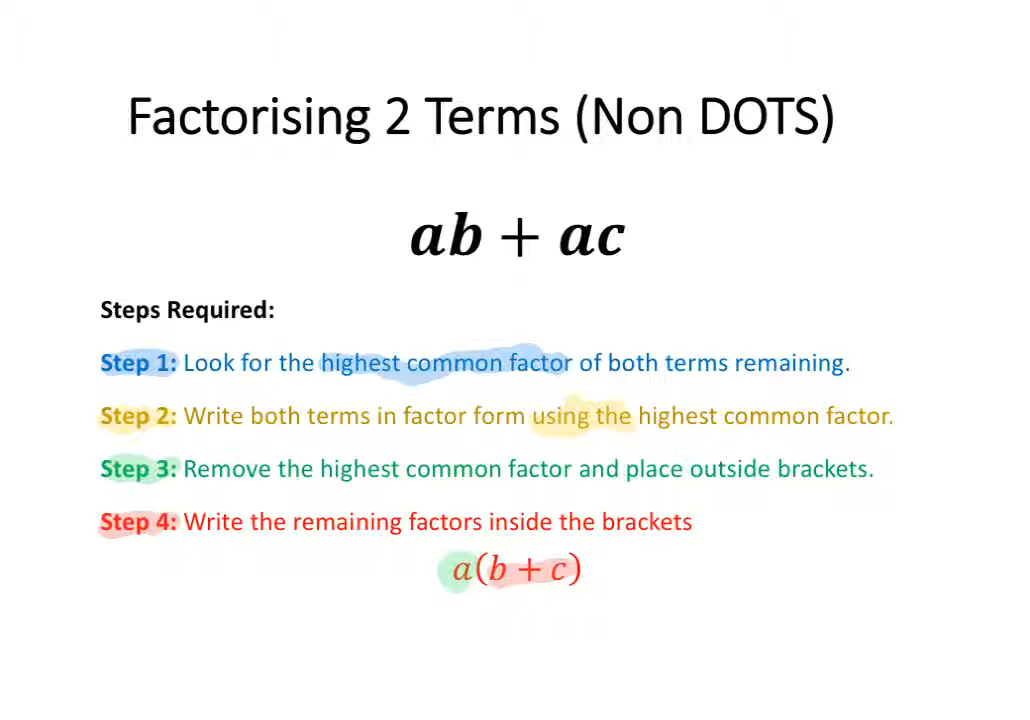 Factorising 2 Terms (Non DOTS)
ab + ac
Steps Required:
Step 1: Look for the highest common factor of both terms remaining.
Step 2: Write both terms in factor form using the highest common factor.
Step 3: Remove the highest common factor and place outside brackets.
Step 4: Write the remaining factors inside the brackets
a(b + c)